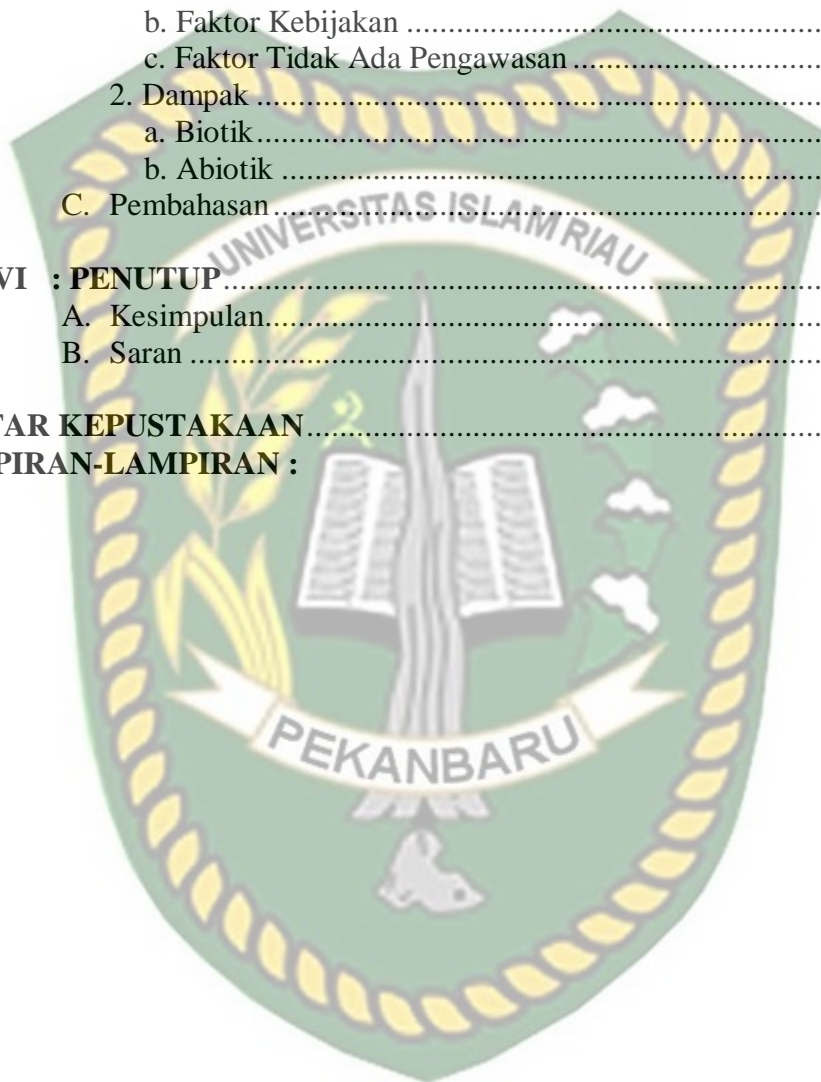 b. Faktor Kebijakan ................................................
c. Faktor Tidak Ada Pengawasan ............................
2. Dampak ................................................................
a. Biotik ................................................................
b. Abiotik ..............................................................
C. Pembahasan ................................................................
VI : PENUTUP ................................................................
A. Kesimpulan ................................................................
B. Saran ................................................................
TAR KEPUSTAKAAN ................................................................
PIRAN-LAMPIRAN :
UNIVERSITAS ISLAM RIAU
PEKANBARU